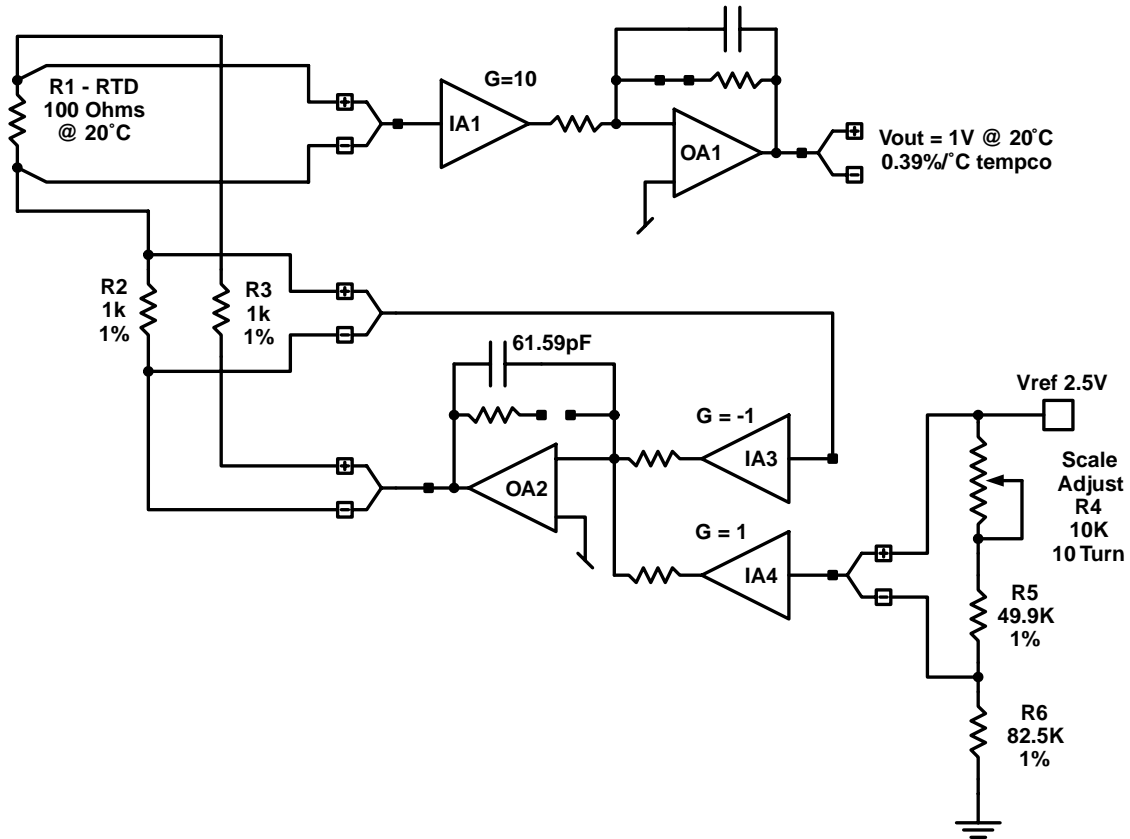 R1 - RTD
100 Ohms
@ 20˚C
+
−
G=10
IA1
OA1
+
−
Vout = 1V @ 20˚C
0.39%/˚C tempco
R2
1k
1%
R3
1k
1%
+
−
61.59pF
Vref 2.5V
G = -1
IA3
Scale
Adjust
R4
10K
10 Turn
+
−
OA2
G = 1
IA4
+
−
R5
49.9K
1%
R6
82.5K
1%